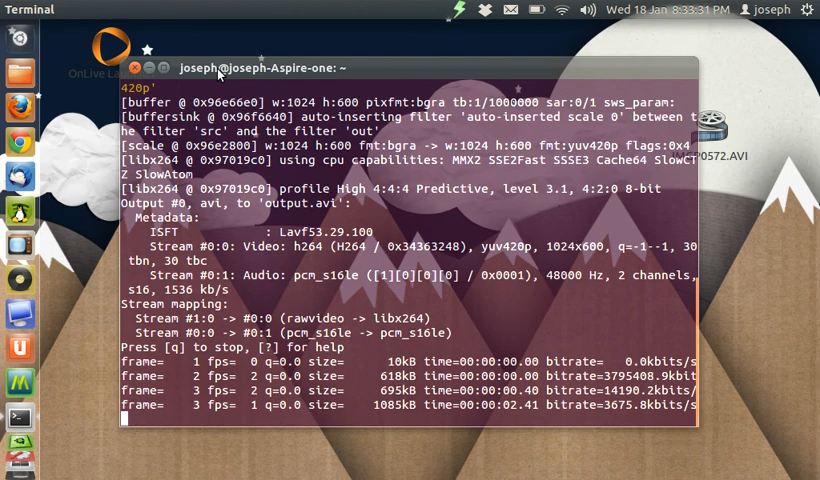 Terminal
Wed 18 Jan 8:33:31 PM
joseph
OnLive La
joseph@joseph-Aspire-one: ~
420p'
[buffer @ 0x96e66e0] w:1024 h:600 pixfmt:bgra tb:1/1000000 sar:0/1 sws_param:
[buffersink @ 0x96f6640] auto-inserting filter 'auto-inserted scale 0' between t
he filter 'src' and the filter 'out'
[scale @ 0x96e2800] w:1024 h:600 fmt:bgra -> w:1024 h:600 fmt:yuv420p flags:0x4
[libx264 @ 0x97019c0] using cpu capabilities: MMX2 SSE2Fast SSSE3 Cache64 SlowCT
Z SlowAtom
[libx264 @ 0x97019c0] profile High 4:4:4 Predictive, level 3.1, 4:2:0 8-bit
Output #0, avi, to 'output.avi':
Metadata:
ISFT : Lavf53.29.100
Stream #0:0: Video: h264 (H264 / 0x34363248), yuv420p, 1024x600, q=-1--1, 30
tbn, 30 tbc
Stream #0:1: Audio: pcm_s16le ([1][0][0][0] / 0x0001), 48000 Hz, 2 channels,
s16, 1536 kb/s
Stream mapping:
Stream #1:0 -> #0:0 (rawvideo -> libx264)
Stream #0:0 -> #0:1 (pcm_s16le -> pcm_s16le)
Press [q] to stop, [?] for help
frame= 1 fps= 0 q=0.0 size= 10kB time=00:00:00.00 bitrate= 0.0kbits/s
frame= 2 fps= 2 q=0.0 size= 618kB time=00:00:00.00 bitrate=3795408.9kbit
frame= 3 fps= 2 q=0.0 size= 695kB time=00:00:00.40 bitrate=14190.2kbits/
frame= 3 fps= 1 q=0.0 size= 1085kB time=00:00:02.41 bitrate=3675.8kbits/s